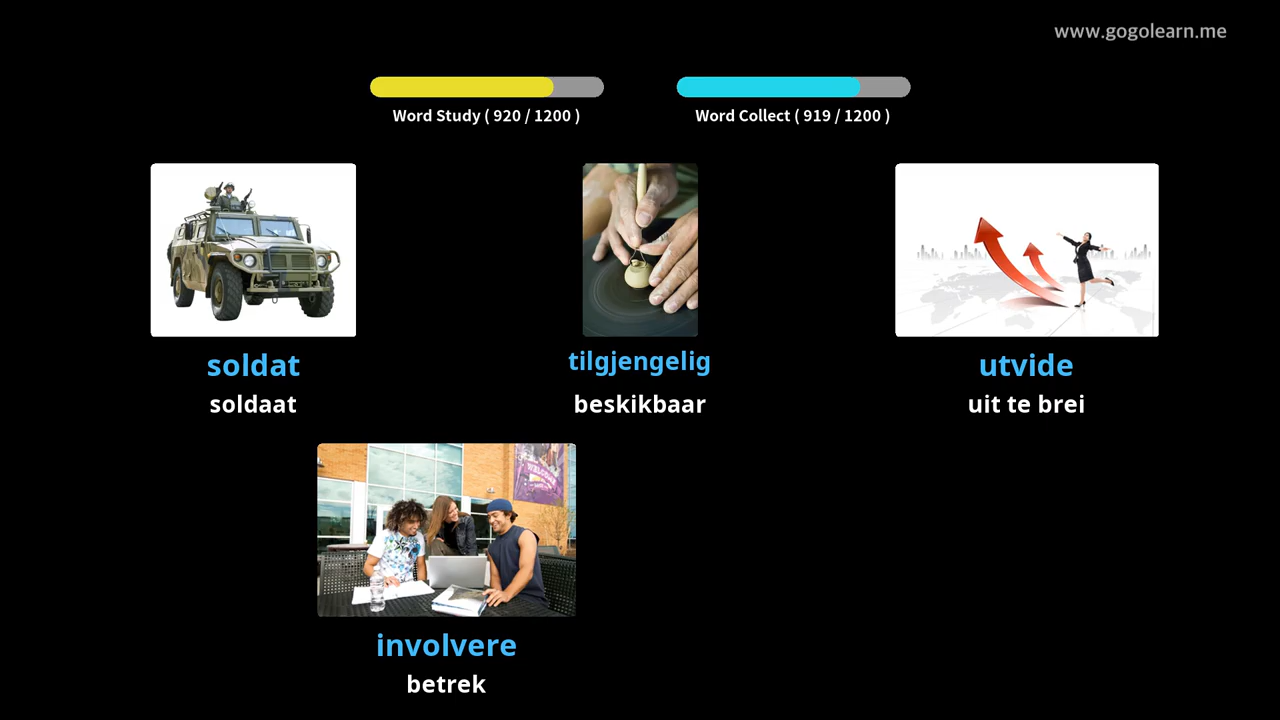 www.gogolearn.me
Word Study ( 920 / 1200 )
Word Collect ( 919 / 1200 )
soldat
soldaat
tilgjengelig
beskikbaar
utvide
uit te brei
WELCOME
involvere
betrek